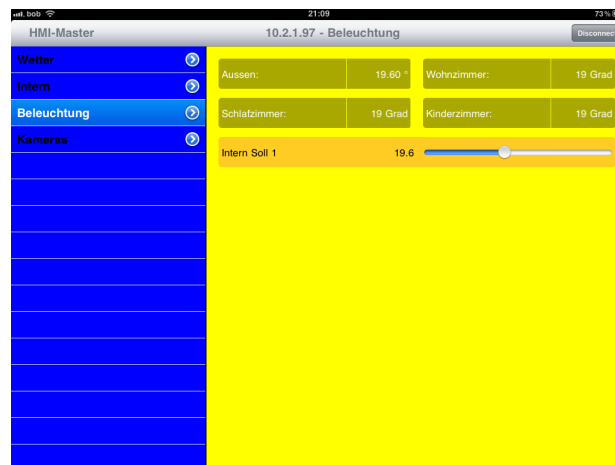 bob 21:09 73%
HMI-Master 10.2.1.97 - Beleuchtung Disconnec
Wetter
Intern
Beleuchtung
Kameras
Aussen: 19.60 ° Wohnzimmer: 19 Grad
Schlafzimmer: 19 Grad Kinderzimmer: 19 Grad
Intern Soll 1 19.6